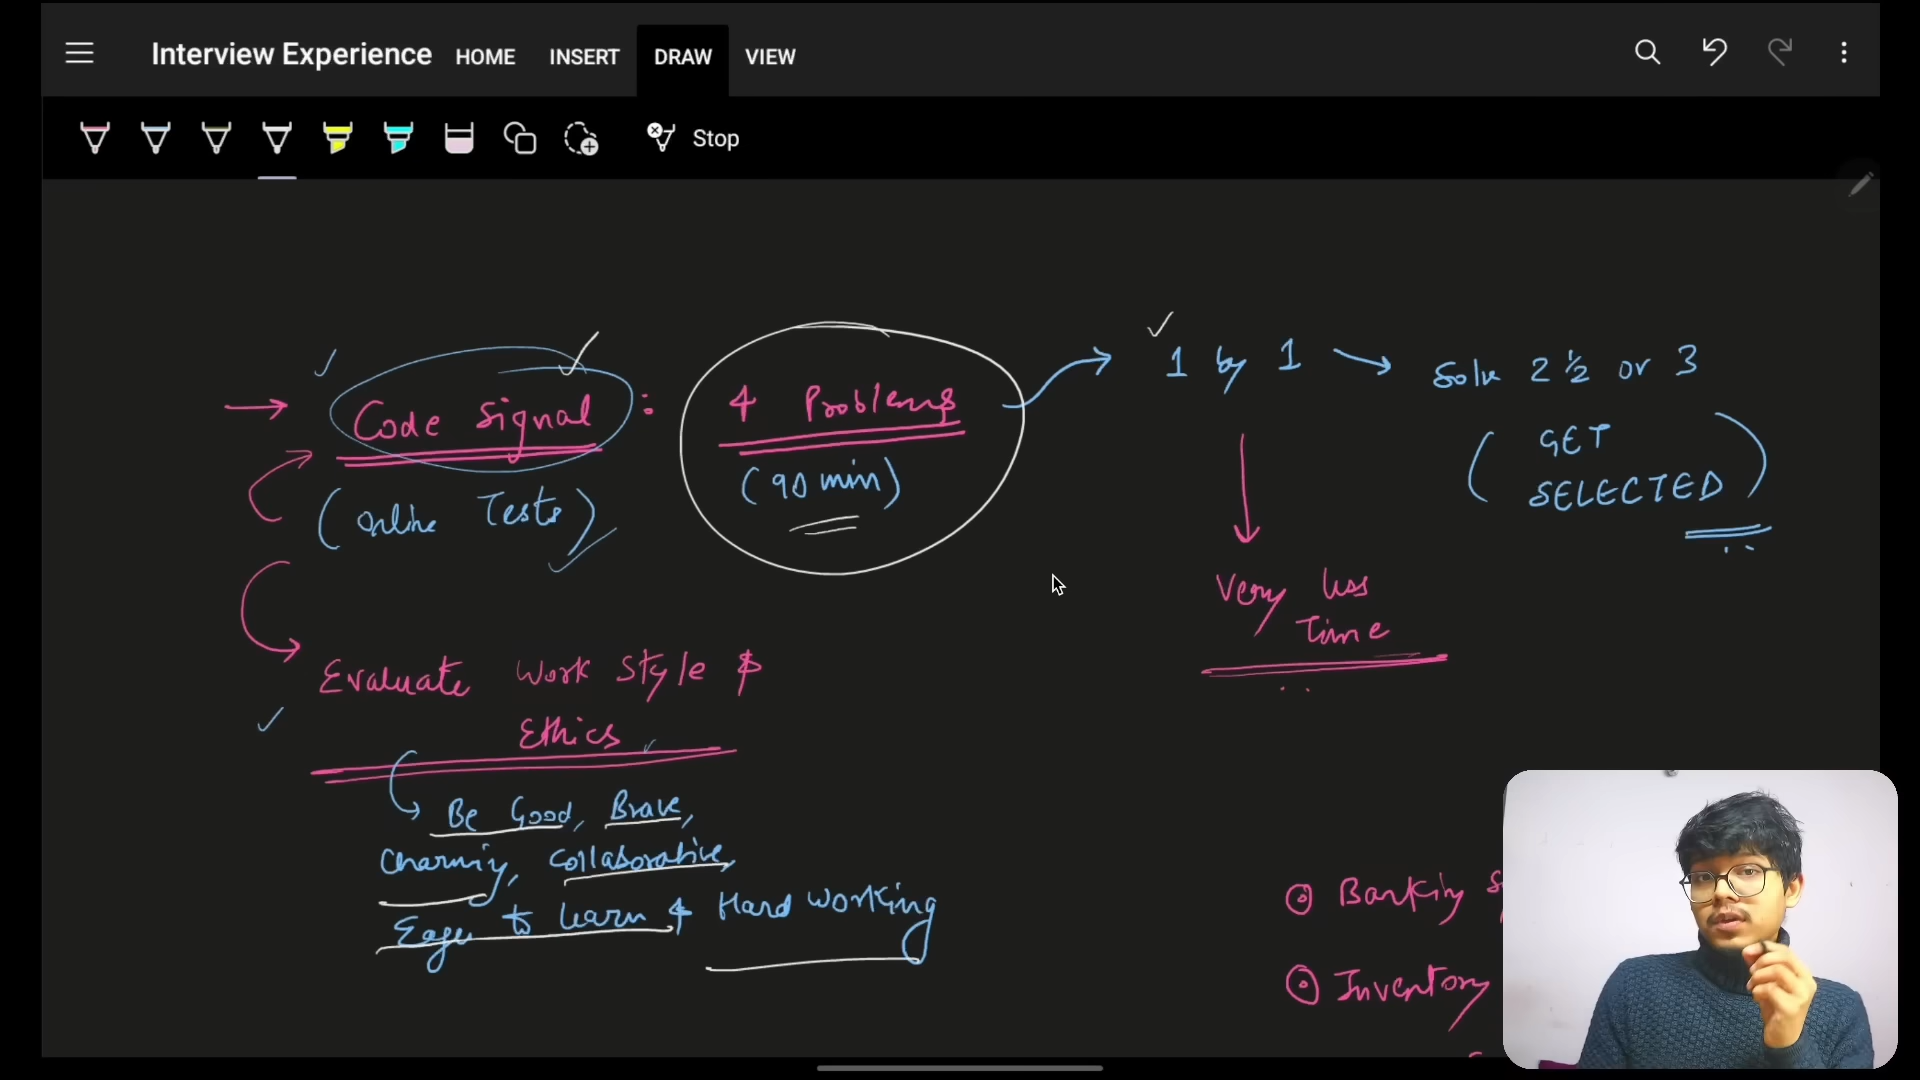 Interview Experience HOME INSERT DRAW VIEW
Stop
Code Signal : 4 Problems
(90 min)
(Online Tests)
1 by 1
Solve 2 ½ or 3
( GET
SELECTED )
Very less
Time
Evaluate Work Style &
Ethics
Be Good, Brave,
Charming, Collaborative,
Eager to learn & Hard working
Banking
Inventory